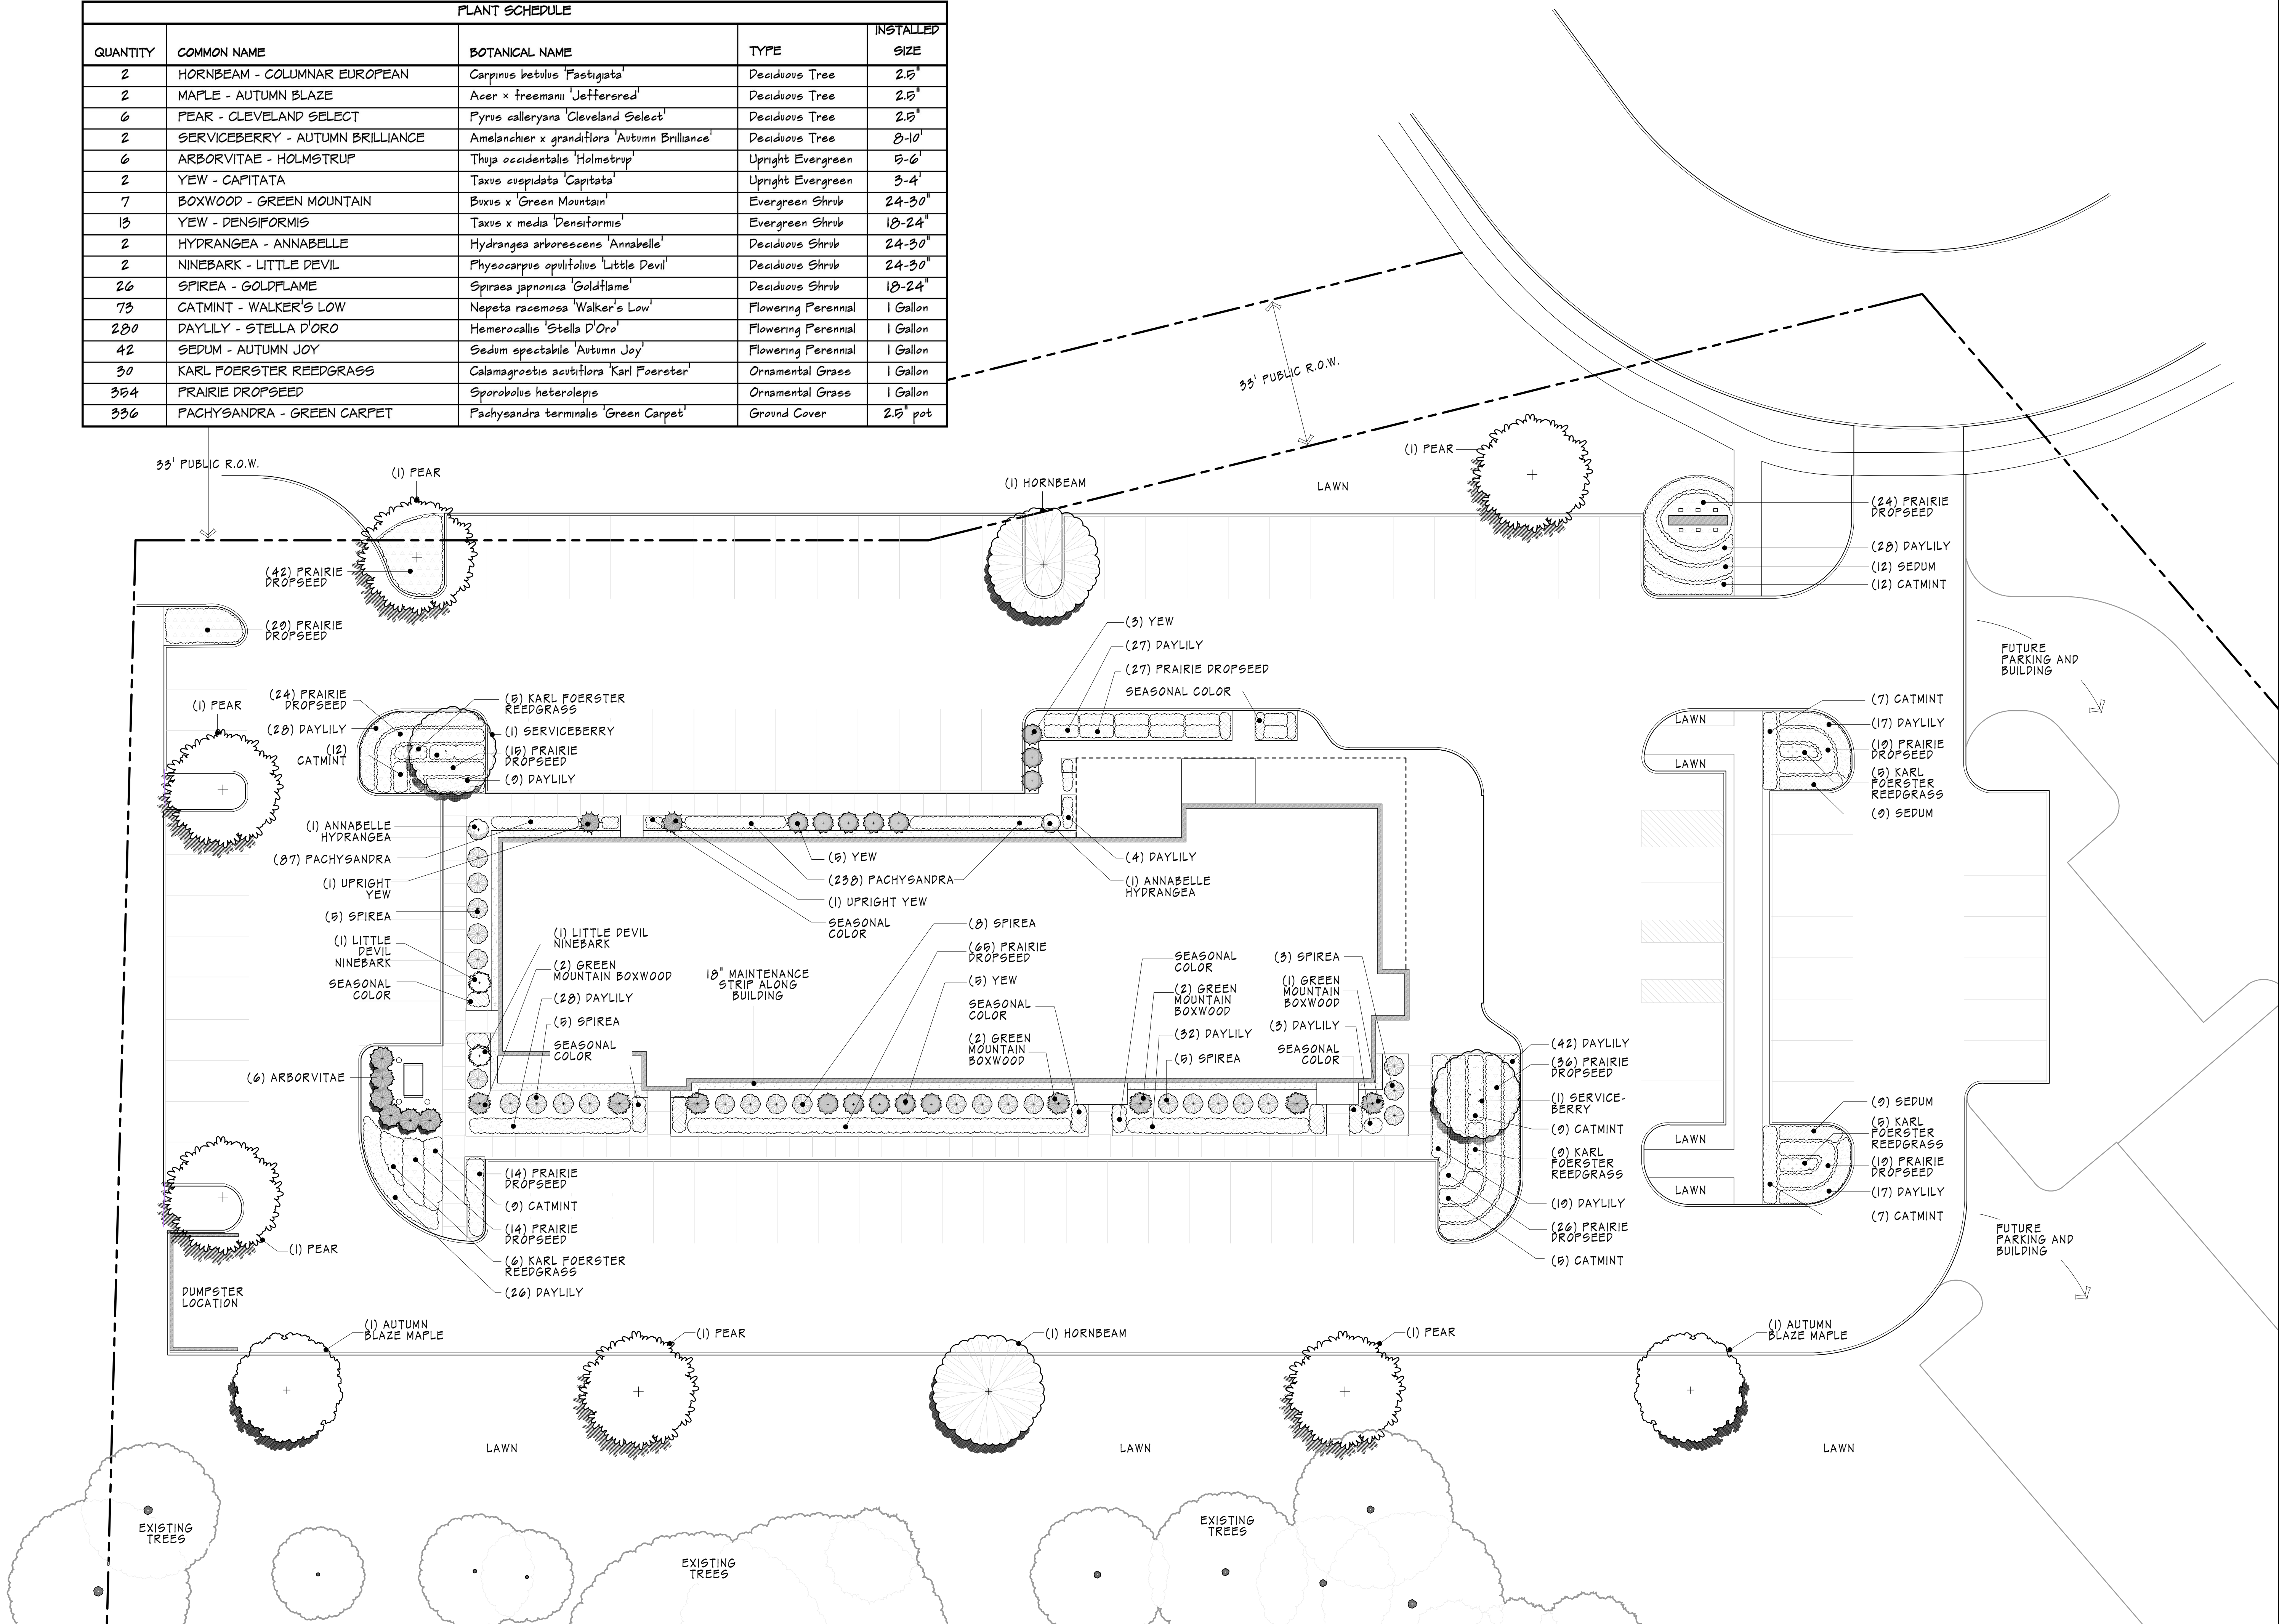 PLANT SCHEDULE
QUANTITY COMMON NAME BOTANICAL NAME TYPE INSTALLED SIZE
2 HORNBEAM - COLUMNAR EUROPEAN Carpinus betulus 'Fastigiata' Deciduous Tree 2.5"
2 MAPLE - AUTUMN BLAZE Acer x freemanii 'Jeffersred' Deciduous Tree 2.5"
6 PEAR - CLEVELAND SELECT Pyrus calleryana 'Cleveland Select' Deciduous Tree 2.5"
2 SERVICEBERRY - AUTUMN BRILLIANCE Amelanchier x grandiflora 'Autumn Brilliance' Deciduous Tree 8-10'
6 ARBORVITAE - HOLMSTRUP Thuja occidentalis 'Holmstrup' Upright Evergreen 5-6'
2 YEW - CAPITATA Taxus cuspidata 'Capitata' Upright Evergreen 3-4'
7 BOXWOOD - GREEN MOUNTAIN Buxus x 'Green Mountain' Evergreen Shrub 24-30"
13 YEW - DENSIFORMIS Taxus x media 'Densiformis' Evergreen Shrub 18-24"
2 HYDRANGEA - ANNABELLE Hydrangea arborescens 'Annabelle' Deciduous Shrub 24-30"
2 NINEBARK - LITTLE DEVIL Physocarpus opulifolius 'Little Devil' Deciduous Shrub 24-30"
26 SPIREA - GOLDFLAME Spiraea japnonica 'Goldflame' Deciduous Shrub 18-24"
73 CATMINT - WALKER'S LOW Nepeta racemosa 'Walker's Low' Flowering Perennial 1 Gallon
280 DAYLILY - STELLA D'ORO Hemerocallis 'Stella D'Oro' Flowering Perennial 1 Gallon
42 SEDUM - AUTUMN JOY Sedum spectabile 'Autumn Joy' Flowering Perennial 1 Gallon
30 KARL FOERSTER REEDGRASS Calamagrostis acutiflora 'Karl Foerster' Ornamental Grass 1 Gallon
354 PRAIRIE DROPSEED Sporobolus heterolepis Ornamental Grass 1 Gallon
336 PACHYSANDRA - GREEN CARPET Pachysandra terminalis 'Green Carpet' Ground Cover 2.5" pot
33' PUBLIC R.O.W.
33' PUBLIC R.O.W.
(1) PEAR
(1) HORNBEAM
(1) PEAR
LAWN
(24) PRAIRIE
DROPSEED
(28) DAYLILY
(12) SEDUM
(12) CATMINT
(42) PRAIRIE
DROPSEED
(29) PRAIRIE
DROPSEED
(3) YEW
(27) DAYLILY
(27) PRAIRIE DROPSEED
SEASONAL COLOR
FUTURE
PARKING AND
BUILDING
(1) PEAR
(24) PRAIRIE
DROPSEED
(28) DAYLILY
(12)
CATMINT
(5) KARL FOERSTER
REEDGRASS
(1) SERVICEBERRY
(15) PRAIRIE
DROPSEED
(9) DAYLILY
LAWN
LAWN
(7) CATMINT
(17) DAYLILY
(19) PRAIRIE
DROPSEED
(5) KARL
FOERSTER
REEDGRASS
(9) SEDUM
(1) ANNABELLE
HYDRANGEA
(87) PACHYSANDRA
(1) UPRIGHT
YEW
(5) SPIREA
(1) LITTLE
DEVIL
NINEBARK
SEASONAL
COLOR
(5) YEW
(238) PACHYSANDRA
(1) UPRIGHT YEW
SEASONAL
COLOR
(4) DAYLILY
(1) ANNABELLE
HYDRANGEA
(1) LITTLE DEVIL
NINEBARK
(2) GREEN
MOUNTAIN BOXWOOD
(28) DAYLILY
(5) SPIREA
SEASONAL
COLOR
18" MAINTENANCE
STRIP ALONG
BUILDING
(8) SPIREA
(65) PRAIRIE
DROPSEED
(5) YEW
SEASONAL
COLOR
(2) GREEN
MOUNTAIN
BOXWOOD
SEASONAL
COLOR
(2) GREEN
MOUNTAIN
BOXWOOD
(32) DAYLILY
(5) SPIREA
(3) SPIREA
(1) GREEN
MOUNTAIN
BOXWOOD
(3) DAYLILY
SEASONAL
COLOR
(6) ARBORVITAE
(42) DAYLILY
(36) PRAIRIE
DROPSEED
(1) SERVICE-
BERRY
(9) CATMINT
(9) KARL
FOERSTER
REEDGRASS
(19) DAYLILY
(26) PRAIRIE
DROPSEED
(5) CATMINT
LAWN
LAWN
(9) SEDUM
(5) KARL
FOERSTER
REEDGRASS
(19) PRAIRIE
DROPSEED
(17) DAYLILY
(7) CATMINT
FUTURE
PARKING AND
BUILDING
(14) PRAIRIE
DROPSEED
(9) CATMINT
(14) PRAIRIE
DROPSEED
(6) KARL FOERSTER
REEDGRASS
(26) DAYLILY
(1) PEAR
DUMPSTER
LOCATION
(1) AUTUMN
BLAZE MAPLE
(1) PEAR
(1) HORNBEAM
(1) PEAR
(1) AUTUMN
BLAZE MAPLE
LAWN
LAWN
LAWN
EXISTING
TREES
EXISTING
TREES
EXISTING
TREES